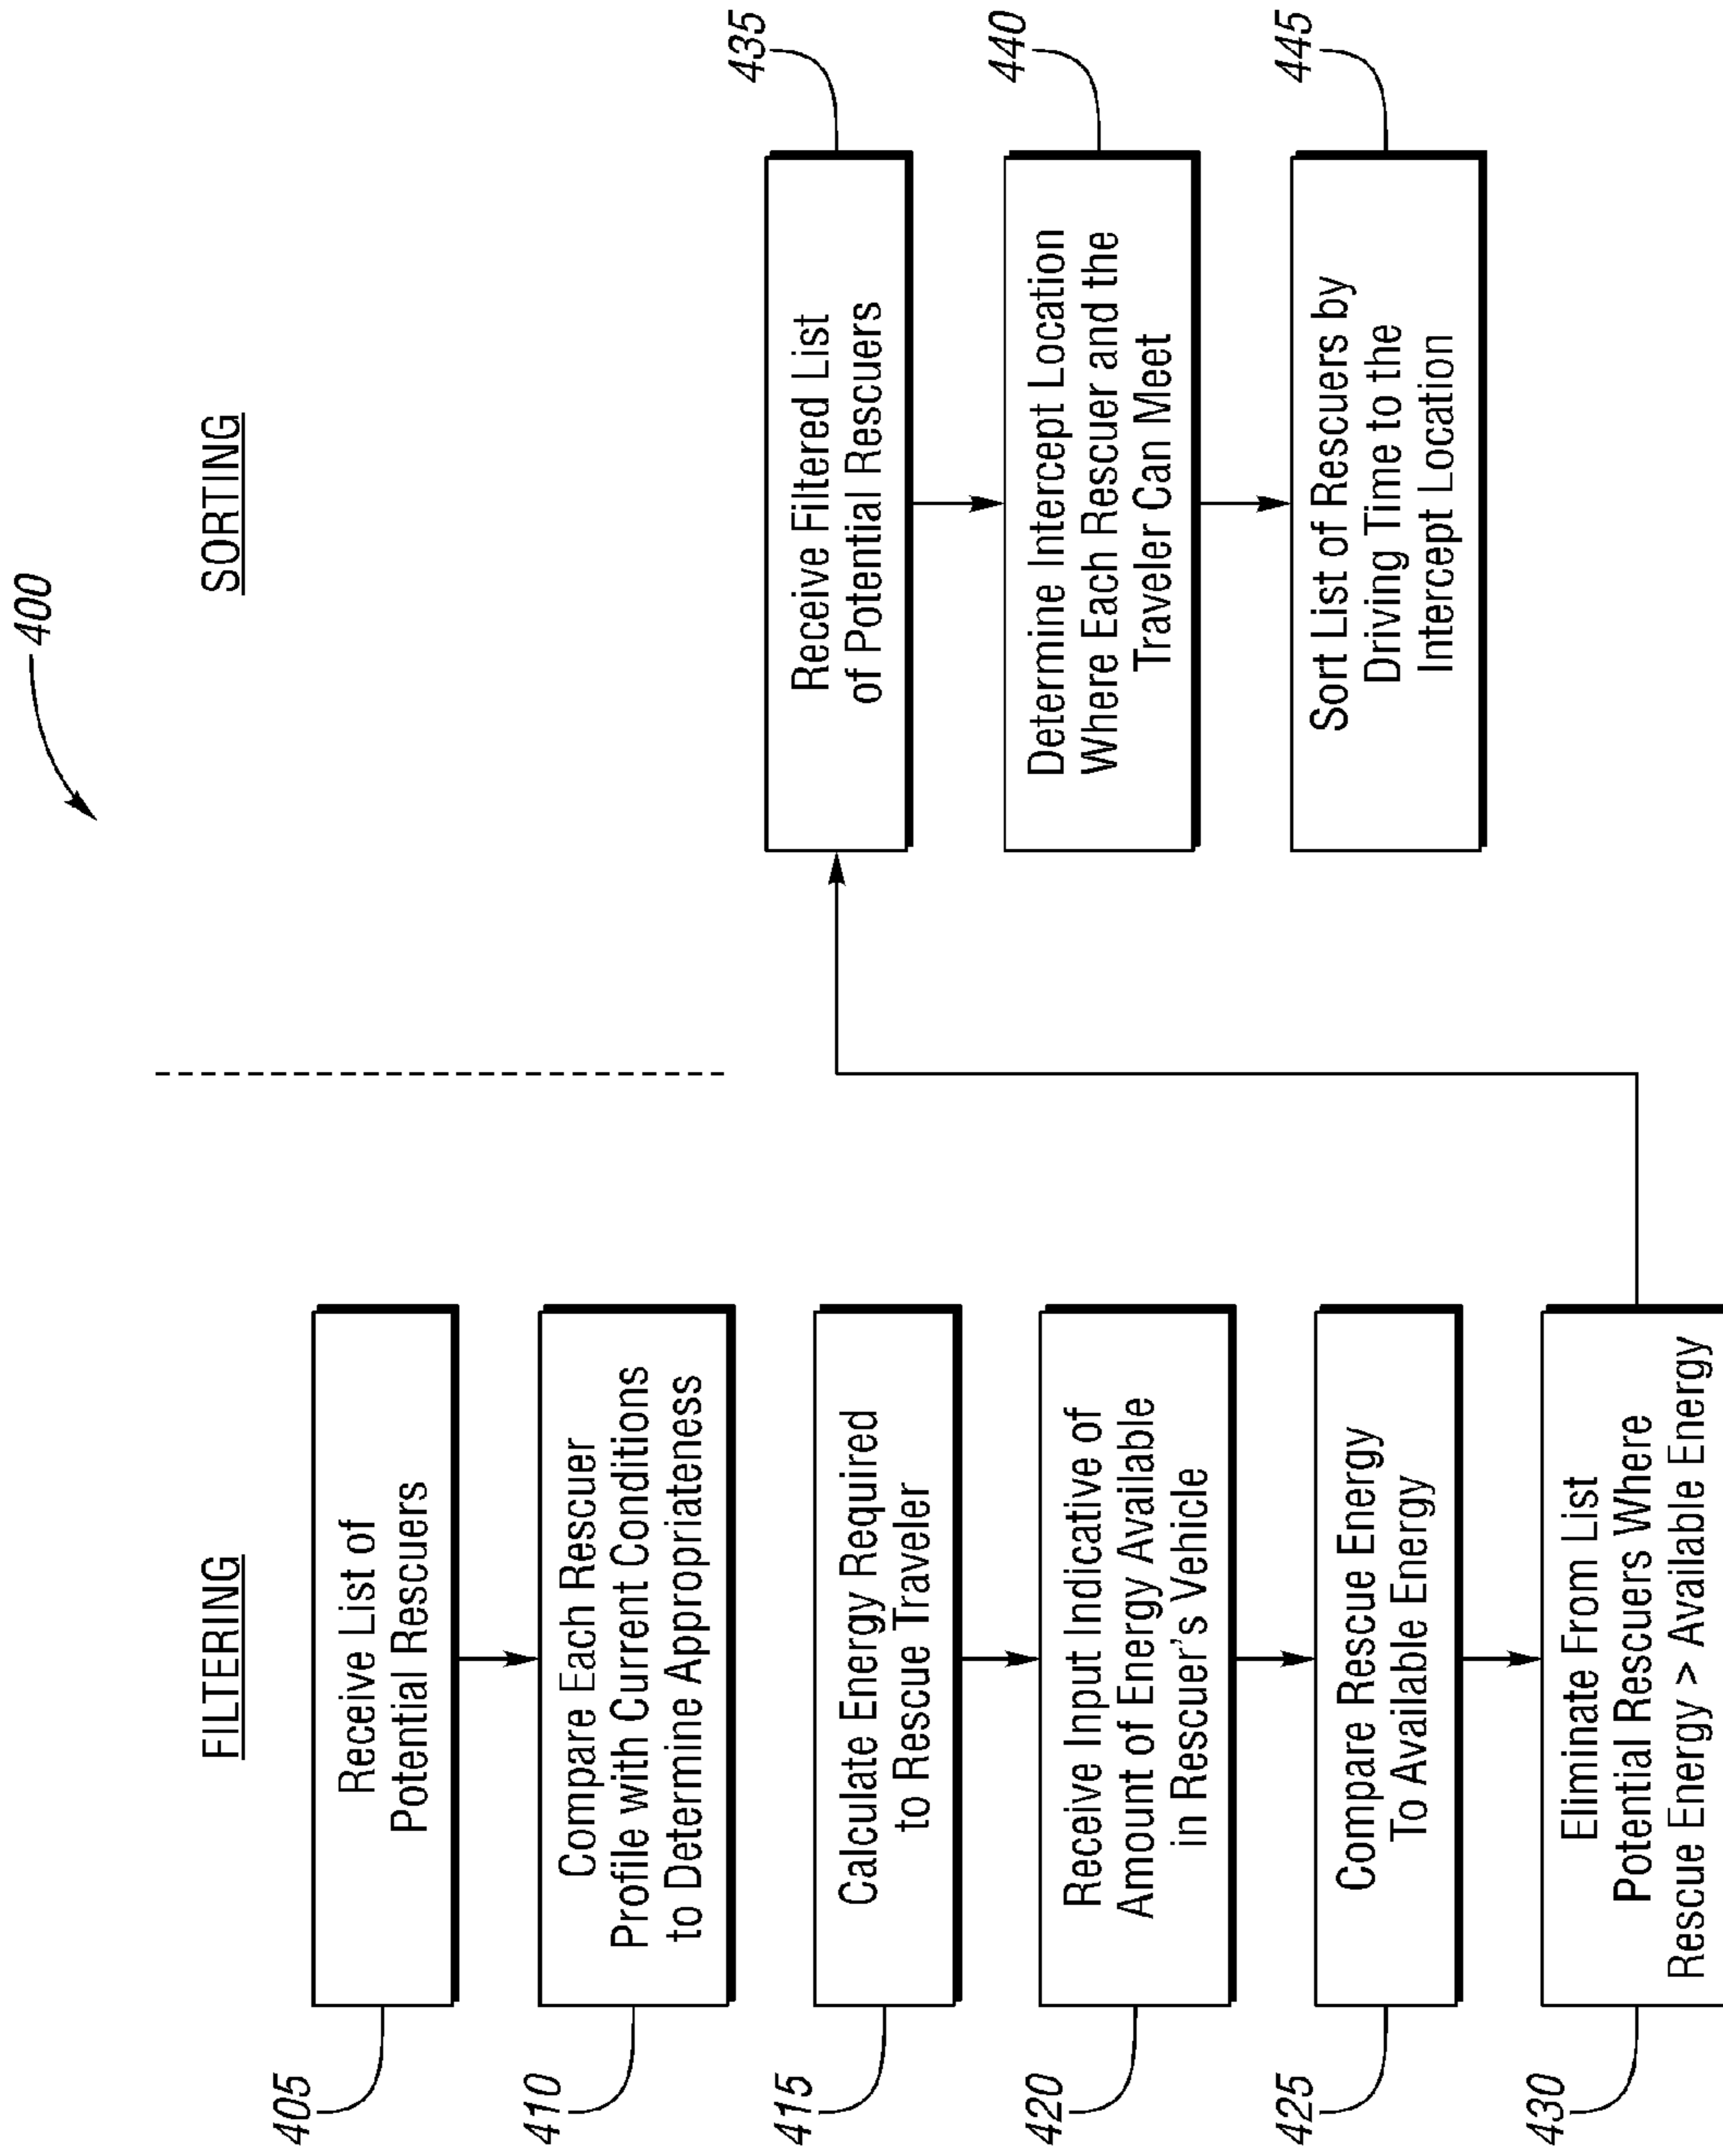 400
FILTERING
405
Receive List of
Potential Rescuers
410
Compare Each Rescuer
Profile with Current Conditions
to Determine Appropriateness
415
Calculate Energy Required
to Rescue Traveler
420
Receive Input Indicative of
Amount of Energy Available
in Rescuer's Vehicle
425
Compare Rescue Energy
To Available Energy
430
Eliminate From List
Potential Rescuers Where
Rescue Energy > Available Energy
SORTING
435
Receive Filtered List
of Potential Rescuers
440
Determine Intercept Location
Where Each Rescuer and the
Traveler Can Meet
445
Sort List of Rescuers by
Driving Time to the
Intercept Location